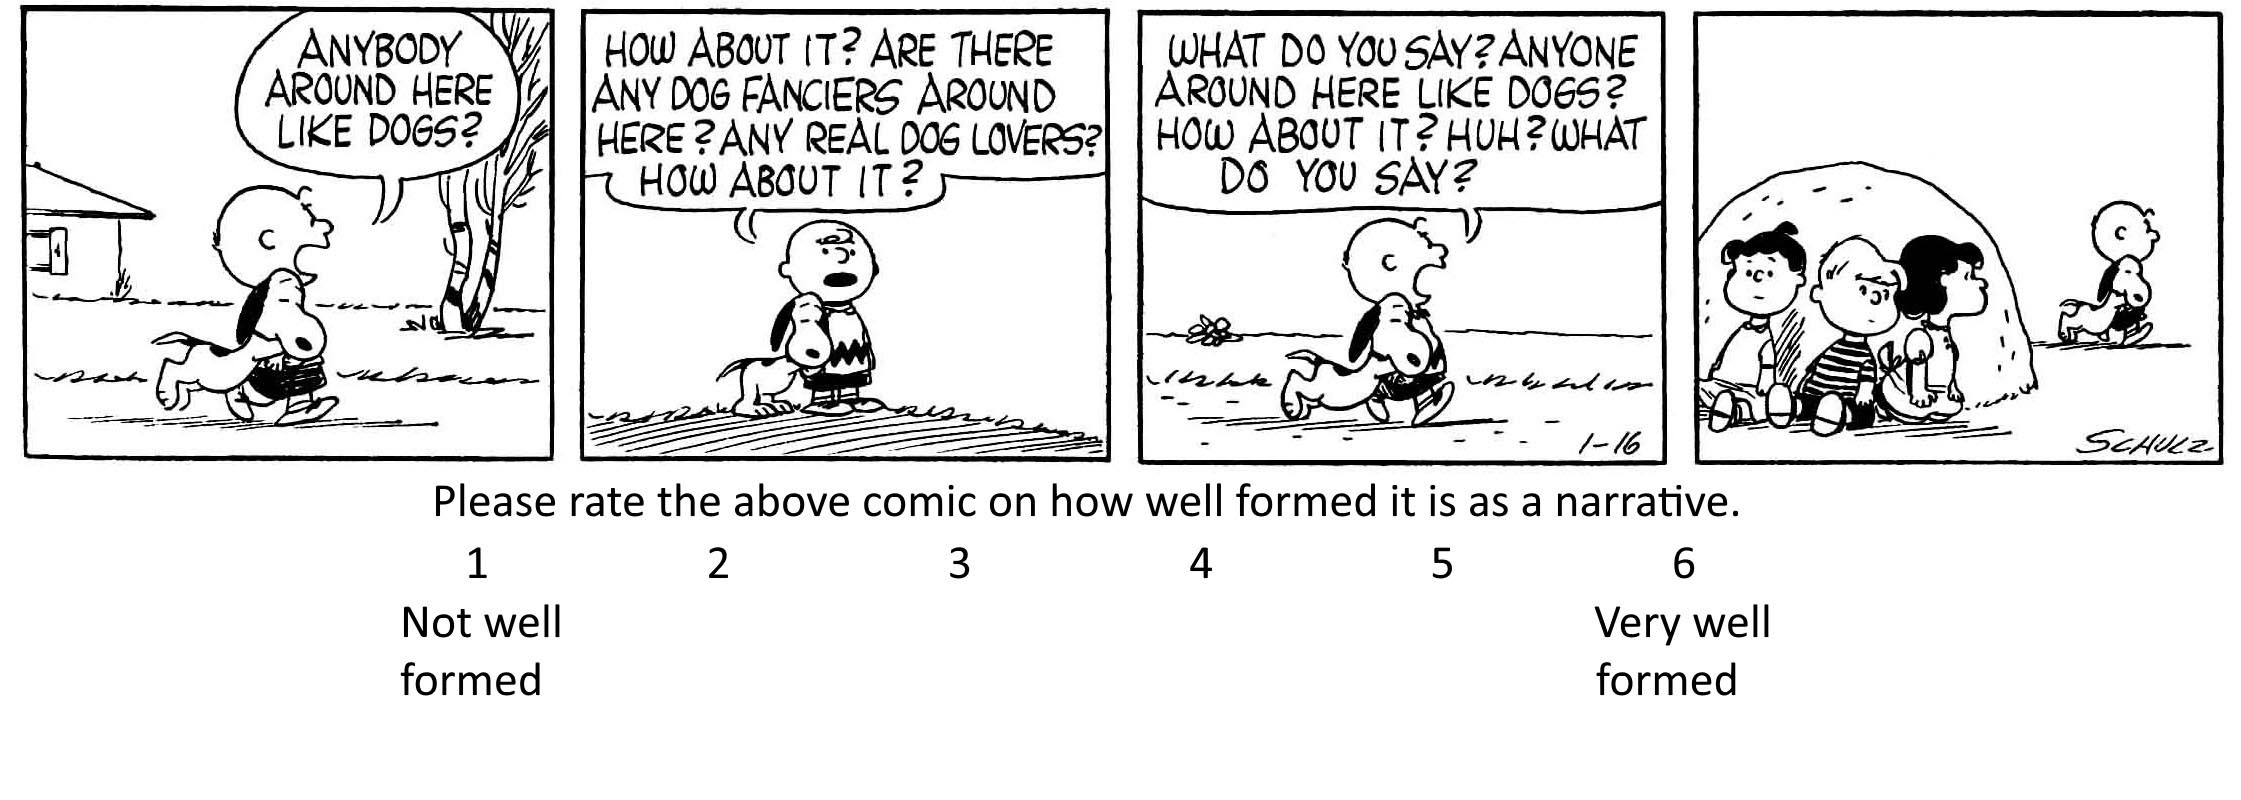 ANYBODY
AROUND HERE
LIKE DOGS?
HOW ABOUT IT? ARE THERE
ANY DOG FANCIERS AROUND
HERE? ANY REAL DOG LOVERS?
HOW ABOUT IT?
WHAT DO YOU SAY? ANYONE
AROUND HERE LIKE DOGS?
HOW ABOUT IT? HUH? WHAT
DO YOU SAY?
1-16
SCHULZ
Please rate the above comic on how well formed it is as a narrative.
1 2 3 4 5 6
Not well
formed
Very well
formed